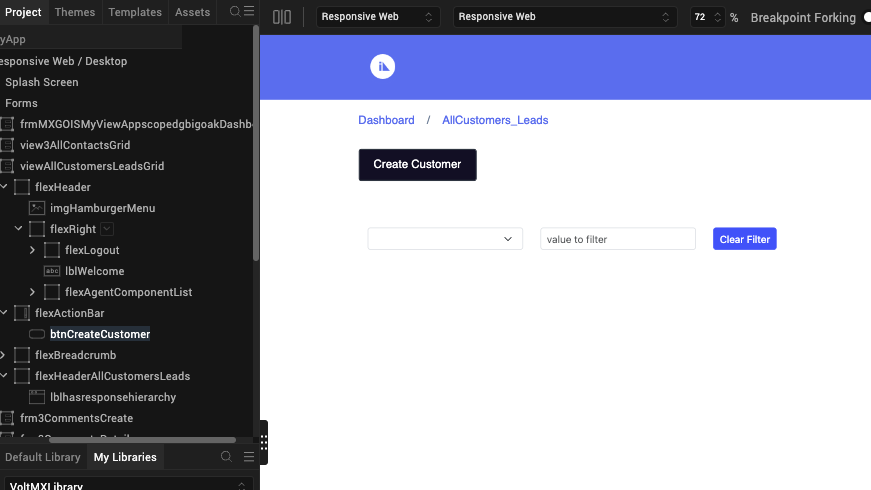 Project Themes Templates Assets
Responsive Web Responsive Web 72 % Breakpoint Forking
yApp
esponsive Web / Desktop
Splash Screen
Forms
frmMXGOISMyViewAppscopedgbigoakDashb
view3AllContactsGrid
viewAllCustomersLeadsGrid
flexHeader
imgHamburgerMenu
flexRight
flexLogout
abc lblWelcome
flexAgentComponentList
flexActionBar
btnCreateCustomer
flexBreadcrumb
flexHeaderAllCustomersLeads
lblhasresponsehierarchy
frm3CommentsCreate
Default Library My Libraries
VoltMXLibrary
Dashboard / AllCustomers_Leads
Create Customer
value to filter Clear Filter